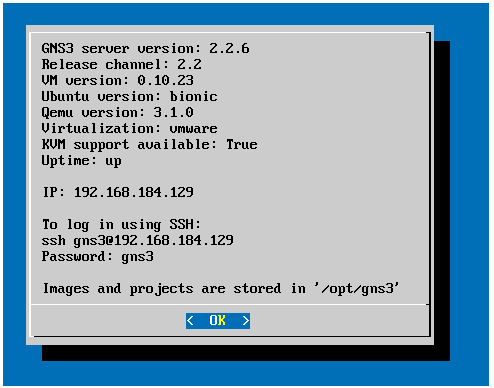 GNS3 server version: 2.2.6
Release channel: 2.2
VM version: 0.10.23
Ubuntu version: bionic
Qemu version: 3.1.0
Virtualization: vmware
KVM support available: True
Uptime: up
IP: 192.168.184.129
To log in using SSH:
ssh gns3@192.168.184.129
Password: gns3
Images and projects are stored in '/opt/gns3'
< OK >